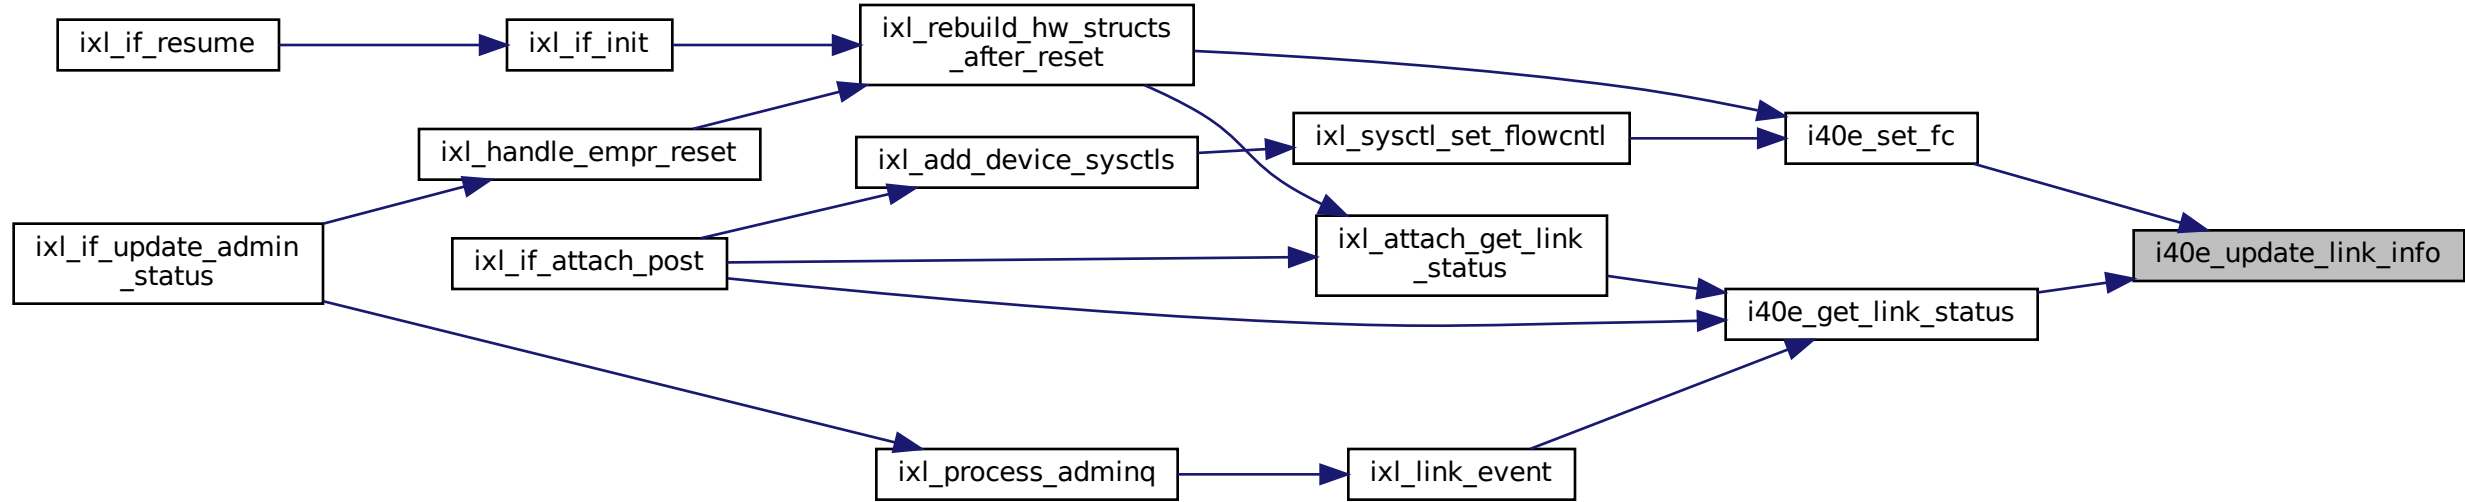 ixl_if_resume
ixl_if_init
ixl_rebuild_hw_structs
_after_reset
ixl_handle_empr_reset
ixl_add_device_sysctls
ixl_sysctl_set_flowcntl
i40e_set_fc
ixl_if_update_admin
_status
ixl_if_attach_post
ixl_attach_get_link
_status
i40e_update_link_info
i40e_get_link_status
ixl_process_adminq
ixl_link_event